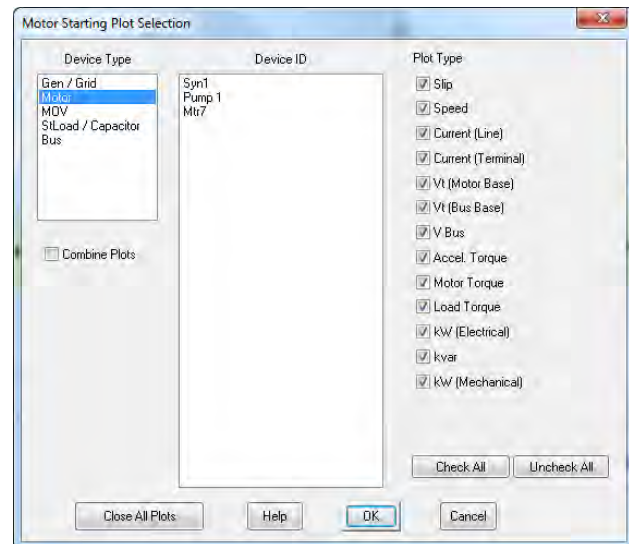 Motor Starting Plot Selection
Device Type
Device ID
Plot Type
Gen / Grid
Motor
MOV
StLoad / Capacitor
Bus
Combine Plots
Syn1
Pump 1
Mtr7
Slip
Speed
Current (Line)
Current (Terminal)
Vt (Motor Base)
Vt (Bus Base)
V Bus
Accel. Torque
Motor Torque
Load Torque
kW (Electrical)
kvar
kW (Mechanical)
Check All
Uncheck All
Close All Plots
Help
OK
Cancel